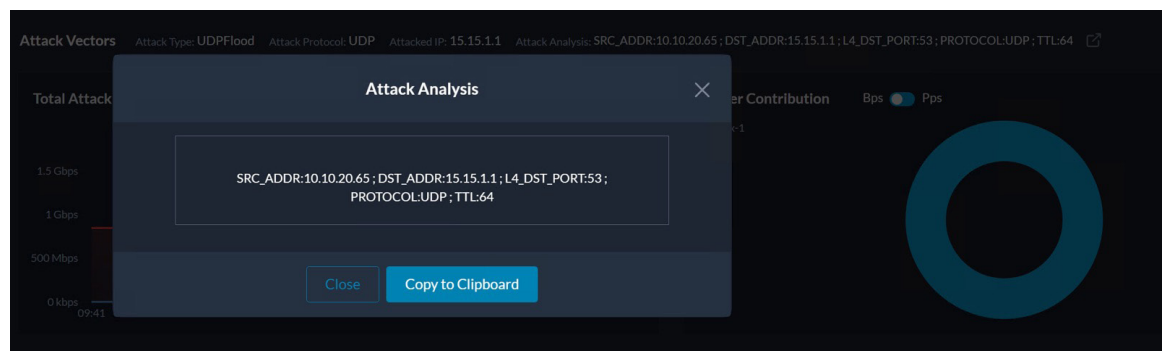 Attack Vectors Attack Type: UDPFlood Attack Protocol: UDP Attacked IP: 15.15.1.1 Attack Analysis: SRC_ADDR:10.10.20.65 ; DST_ADDR:15.15.1.1 ; L4_DST_PORT:53 ; PROTOCOL:UDP ; TTL:64
Total Attack
er Contribution Bps Pps
-1
Attack Analysis
SRC_ADDR:10.10.20.65 ; DST_ADDR:15.15.1.1 ; L4_DST_PORT:53 ;
PROTOCOL:UDP ; TTL:64
Close Copy to Clipboard
1.5 Gbps
1 Gbps
500 Mbps
0 kbps
09:41